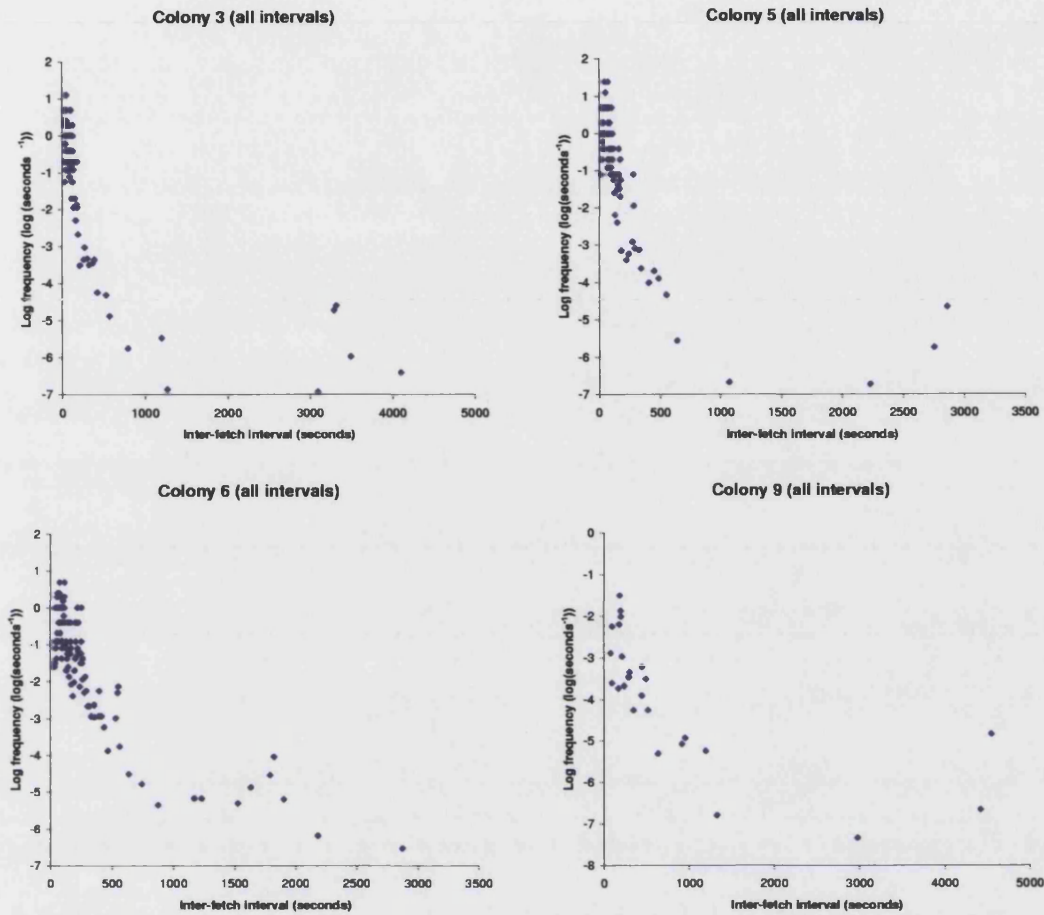 Colony 3 (all intervals)
Log frequency (log (seconds ⁻¹))
2
1
0
-1
-2
-3
-4
-5
-6
-7
0 1000 2000 3000 4000 5000
Inter-fetch interval (seconds)
Colony 5 (all intervals)
Log frequency (log(seconds⁻¹))
2
1
0
-1
-2
-3
-4
-5
-6
-7
0 500 1000 1500 2000 2500 3000 3500
Inter-fetch interval (seconds)
Colony 6 (all intervals)
Log frequency (log(seconds⁻¹))
2
1
0
-1
-2
-3
-4
-5
-6
-7
0 500 1000 1500 2000 2500 3000 3500
Inter-fetch interval (seconds)
Colony 9 (all intervals)
Log frequency (log(seconds⁻¹))
0
-1
-2
-3
-4
-5
-6
-7
-8
0 1000 2000 3000 4000 5000
Inter-fetch interval (seconds)